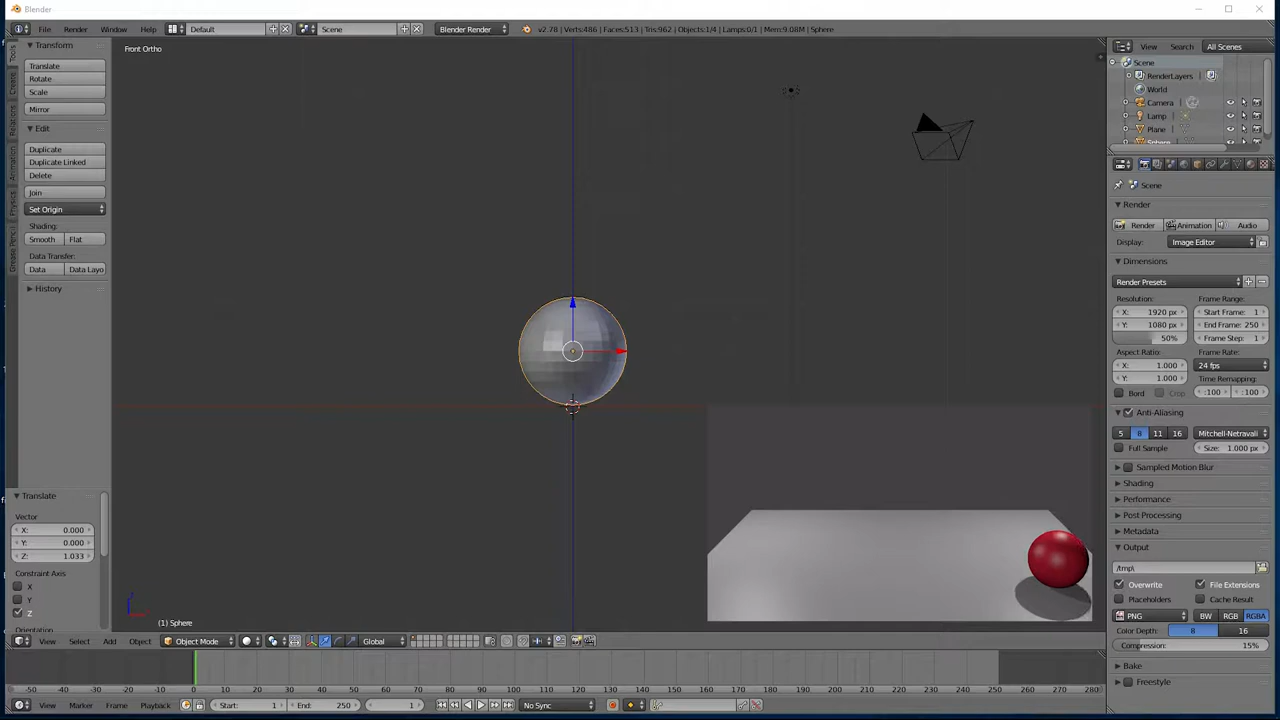 Blender
File Render Window Help Default Scene Blender Render v2.78 | Verts:486 | Faces:513 | Tris:962 | Objects:1/4 | Lamps:0/1 | Mem:9.08M | Sphere
View Search All Scenes
Front Ortho
Tools
Create
Relations
Animation
Physics
Grease Pencil
Transform
Translate
Rotate
Scale
Mirror
Edit
Duplicate
Duplicate Linked
Delete
Join
Set Origin
Shading:
Smooth Flat
Data Transfer:
Data Data Layo
History
Translate
Vector
X: 0.000
Y: 0.000
Z: 1.033
Constraint Axis
X
Y
Z
Orientation
(1) Sphere
View Select Add Object Object Mode Global
Scene
RenderLayers
World
Camera
Lamp
Plane
Sphere
Scene
Render
Render Animation Audio
Display: Image Editor
Dimensions
Render Presets
Resolution: Frame Range:
X: 1920 px Start Frame: 1
Y: 1080 px End Frame: 250
50% Frame Step: 1
Aspect Ratio: Frame Rate:
X: 1.000 24 fps
Y: 1.000 Time Remapping:
Bord Crop :100 :100
Anti-Aliasing
5 8 11 16 Mitchell-Netravali
Full Sample Size: 1.000 px
Sampled Motion Blur
Shading
Performance
Post Processing
Metadata
Output
/tmp\
Overwrite File Extensions
Placeholders Cache Result
PNG BW RGB RGBA
Color Depth: 8 16
Compression: 15%
Bake
Freestyle
-50 -40 -30 -20 -10 0 10 20 30 40 50 60 70 80 90 100 110 120 130 140 150 160 170 180 190 200 210 220 230 240 250 260 270 280
View Marker Frame Playback Start: 1 End: 250 1 No Sync